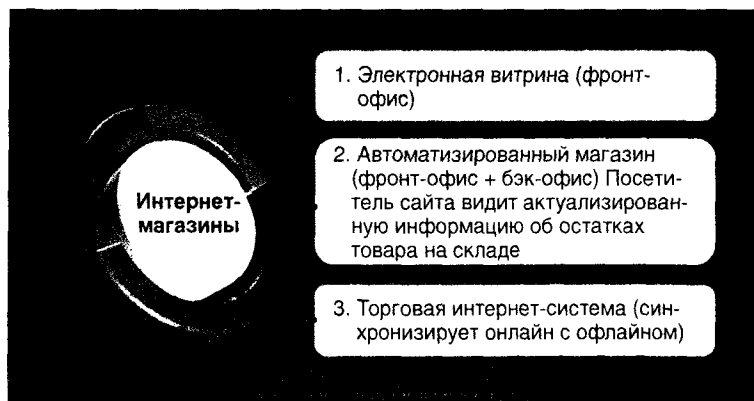 Интернет-
магазины
1. Электронная витрина (фронт-
офис)
2. Автоматизированный магазин
(фронт-офис + бэк-офис) Посети-
тель сайта видит актуализирован-
ную информацию об остатках
товара на складе
3. Торговая интернет-система (син-
хронизирует онлайн с офлайном)